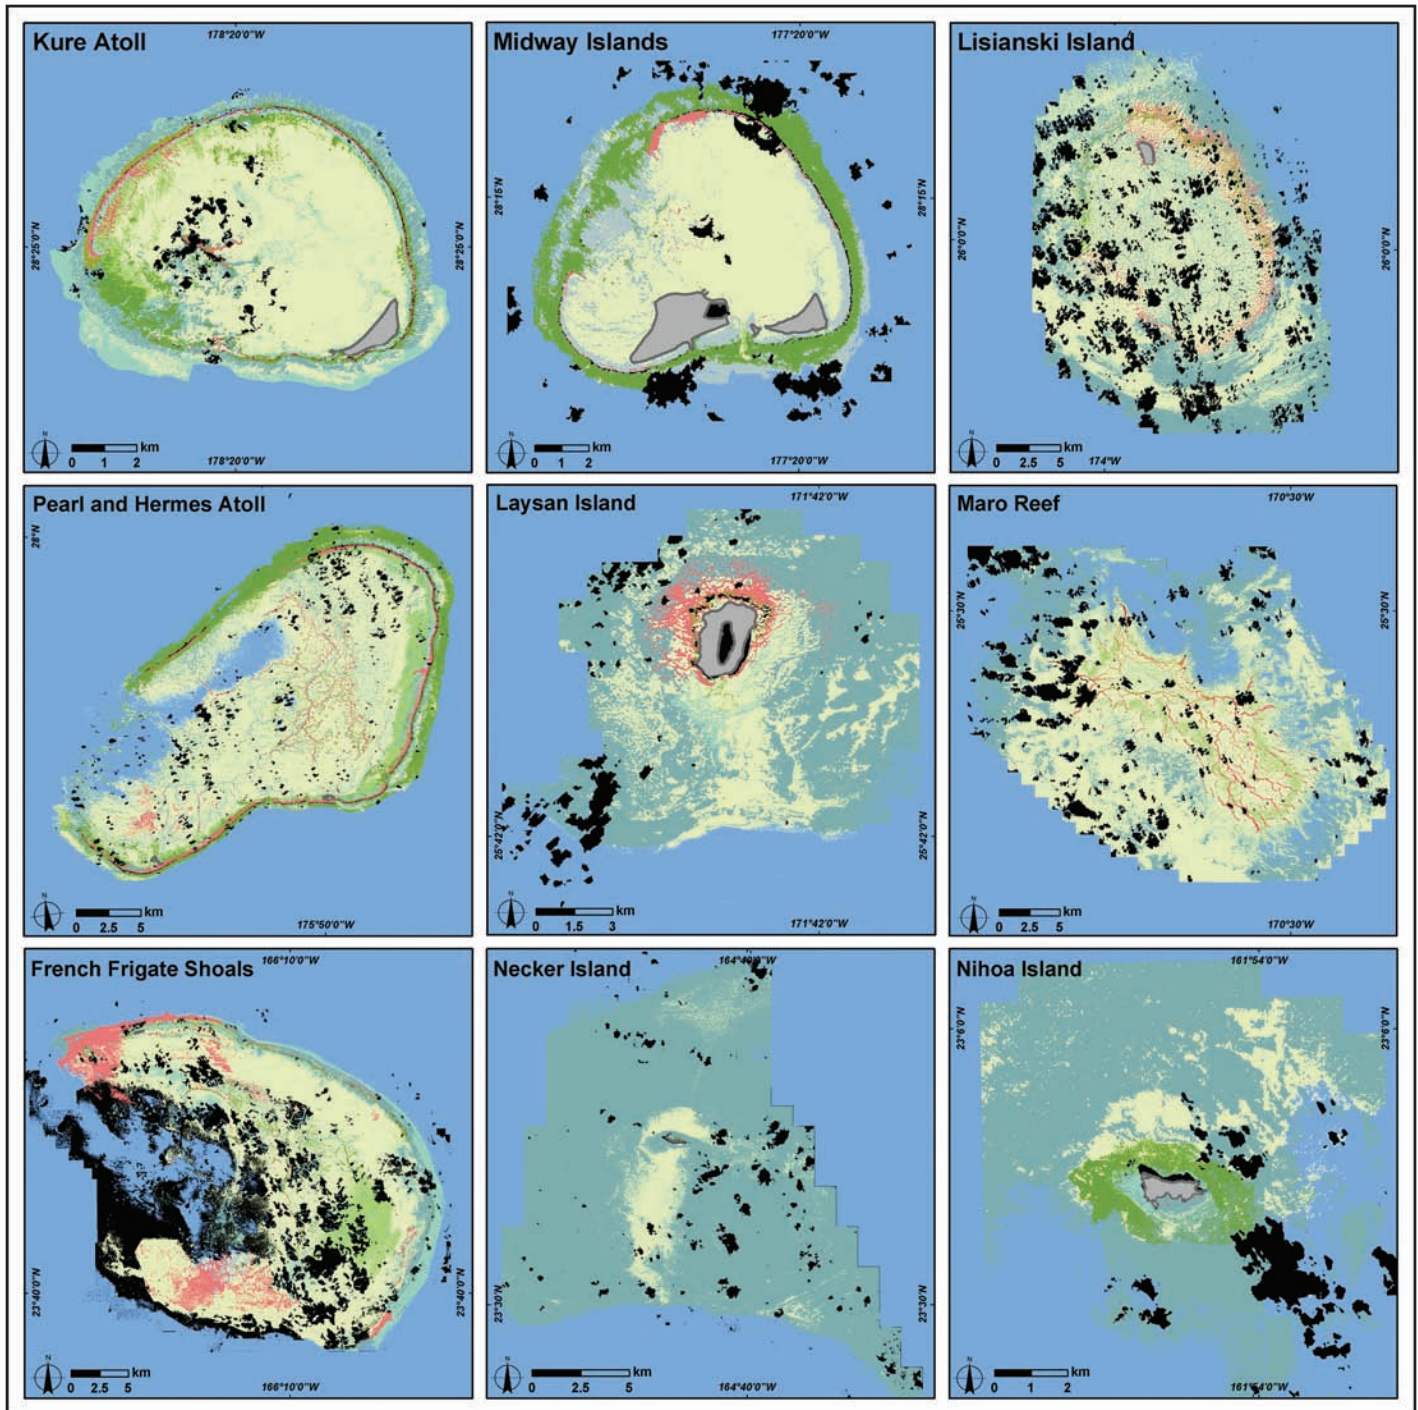 Kure Atoll
178°20'0"W
28°25'0"N
28°25'0"N
N
km
0 1 2
178°20'0"W
Midway Islands
177°20'0"W
28°15'N
28°15'N
N
km
0 1 2
177°20'0"W
Lisianski Island
26°0'0"N
26°0'0"N
N
km
0 2.5 5
174°W
Pearl and Hermes Atoll
28°N
N
km
0 2.5 5
175°50'0"W
Laysan Island
171°42'0"W
25°42'0"N
25°42'0"N
N
km
0 1.5 3
171°42'0"W
Maro Reef
170°30'W
25°30'N
25°30'N
N
km
0 2.5 5
170°30'W
French Frigate Shoals
166°10'0"W
23°40'0"N
23°40'0"N
N
km
0 2.5 5
166°10'0"W
Necker Island
164°40'0"W
23°30'N
23°30'N
N
km
0 2.5 5
164°40'0"W
Nihoa Island
161°54'0"W
23°6'0"N
23°6'0"N
N
km
0 1 2
161°54'0"W